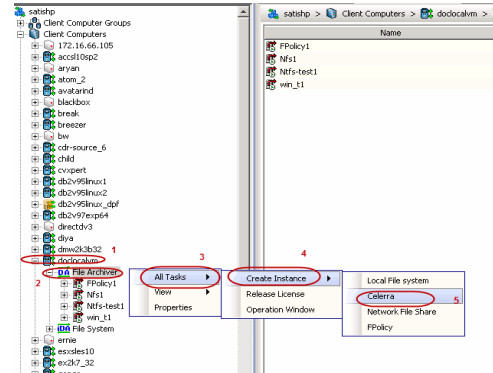 satishp
Client Computer Groups
Client Computers
172.16.66.105
accsl10sp2
aryan
atom_2
avatarind
blackbox
break
breezer
bw
cdr-source_6
child
cvxpert
db2v95linux1
db2v95linux2
db2v95linux_dpf
db2v97exp64
directdv3
diya
dmw2k3b32
1
doclocalvm
DA File Archiver
2
FPolicy1
Nfs1
Ntfs-test1
win_t1
iDA File System
ernie
esxsles10
ex2k7_32
satishp > Client Computers > doclocalvm >
Name
FPolicy1
Nfs1
Ntfs-test1
win_t1
3
All Tasks
View
Properties
4
Create Instance
Release License
Operation Window
Local File system
Celerra
5
Network File Share
FPolicy